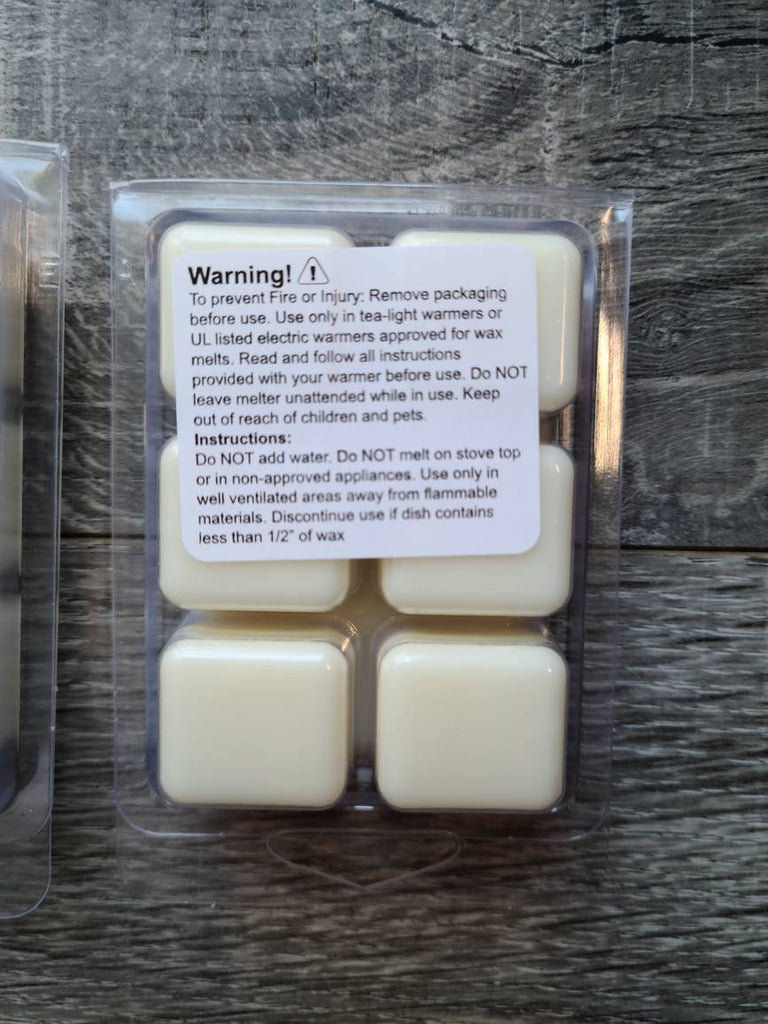 Warning!
To prevent Fire or Injury: Remove packaging
before use. Use only in tea-light warmers or
UL listed electric warmers approved for wax
melts. Read and follow all instructions
provided with your warmer before use. Do NOT
leave melter unattended while in use. Keep
out of reach of children and pets.
Instructions:
Do NOT add water. Do NOT melt on stove top
or in non-approved appliances. Use only in
well ventilated areas away from flammable
materials. Discontinue use if dish contains
less than 1/2" of wax